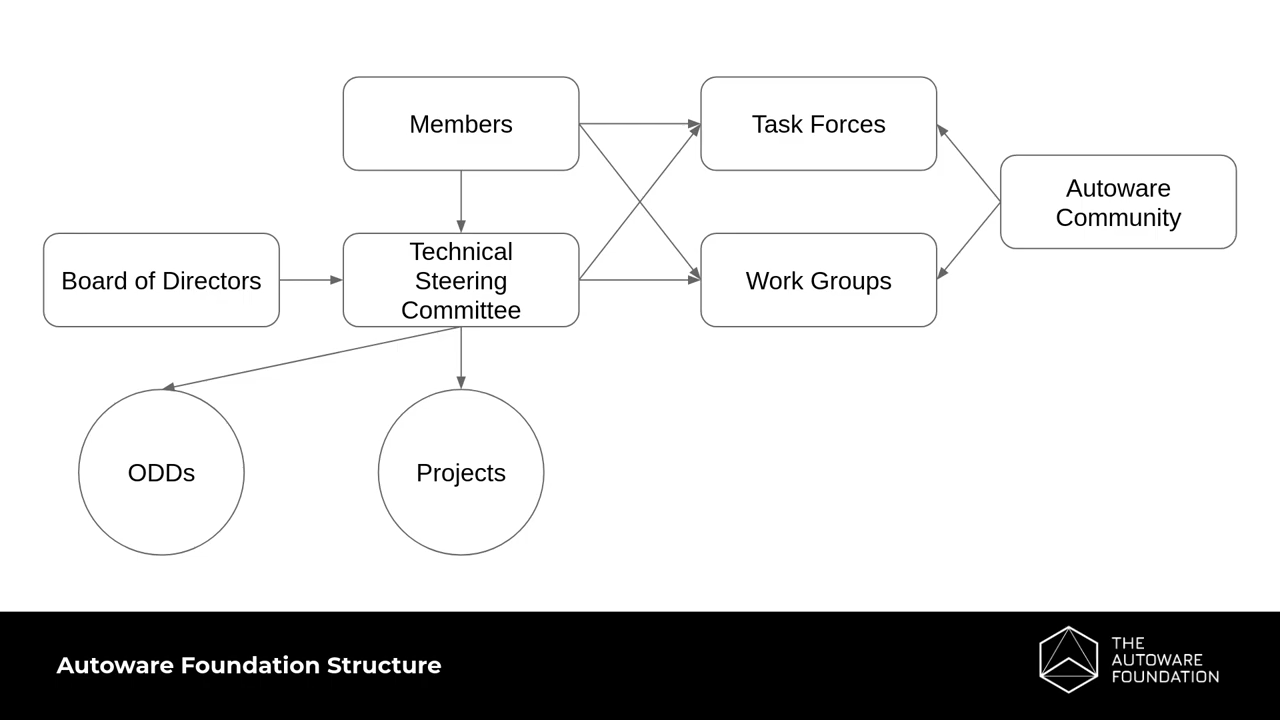 Members
Task Forces
Autoware
Community
Board of Directors
Technical
Steering
Committee
Work Groups
ODDs
Projects
Autoware Foundation Structure
THE
AUTOWARE
FOUNDATION